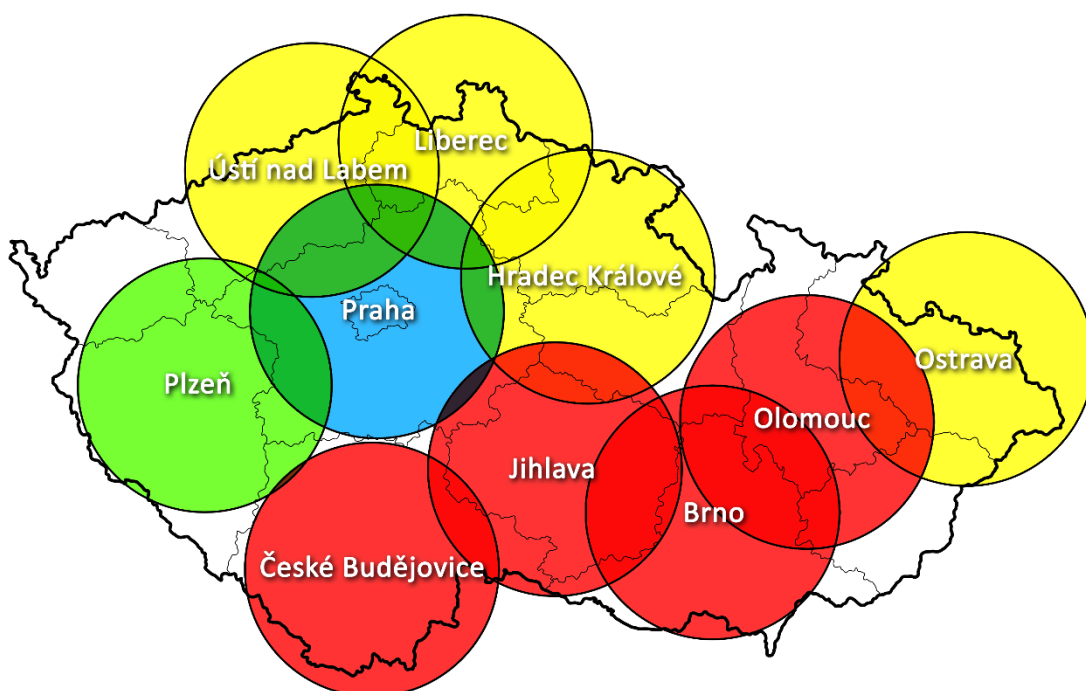 Liberec
Ústí nad Labem
Hradec Králové
Praha
Ostrava
Plzeň
Olomouc
Jihlava
Brno
České Budějovice